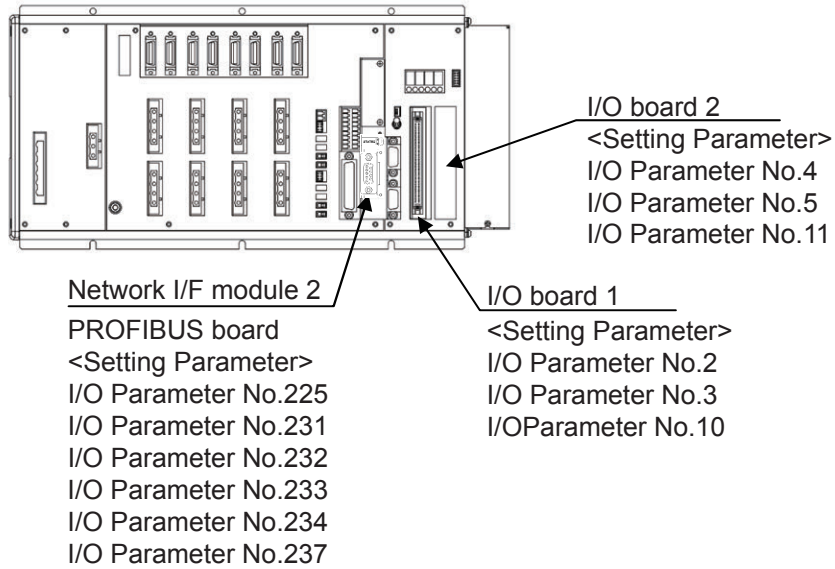 I/O board 2
<Setting Parameter>
I/O Parameter No.4
I/O Parameter No.5
I/O Parameter No.11
Network I/F module 2
PROFIBUS board
<Setting Parameter>
I/O Parameter No.225
I/O Parameter No.231
I/O Parameter No.232
I/O Parameter No.233
I/O Parameter No.234
I/O Parameter No.237
I/O board 1
<Setting Parameter>
I/O Parameter No.2
I/O Parameter No.3
I/OParameter No.10